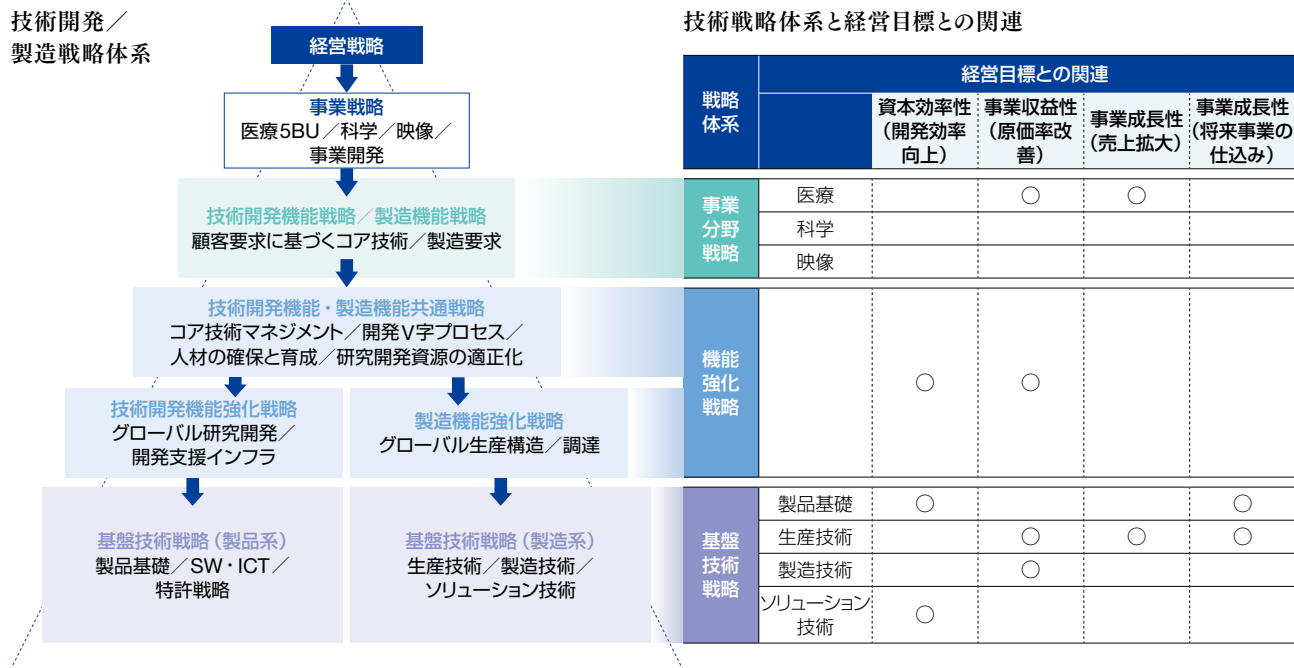 技術開発／
製造戦略体系
経営戦略
事業戦略
医療5BU／科学／映像／
事業開発
技術開発機能戦略／製造機能戦略
顧客要求に基づくコア技術／製造要求
技術開発機能・製造機能共通戦略
コア技術マネジメント／開発V字プロセス／
人材の確保と育成／研究開発資源の適正化
技術開発機能強化戦略
グローバル研究開発／
開発支援インフラ
製造機能強化戦略
グローバル生産構造／調達
基盤技術戦略（製品系）
製品基礎／SW・ICT／
特許戦略
基盤技術戦略（製造系）
生産技術／製造技術／
ソリューション技術
技術戦略体系と経営目標との関連
戦略
体系
経営目標との関連
資本効率性
（開発効率
向上）
事業収益性
（原価率改
善）
事業成長性
（売上拡大）
事業成長性
（将来事業の
仕込み）
事業
分野
戦略
医療 ○ ○
科学
映像
機能
強化
戦略
○ ○
基盤
技術
戦略
製品基礎 ○ ○
生産技術 ○ ○ ○
製造技術 ○
ソリューション
技術
○